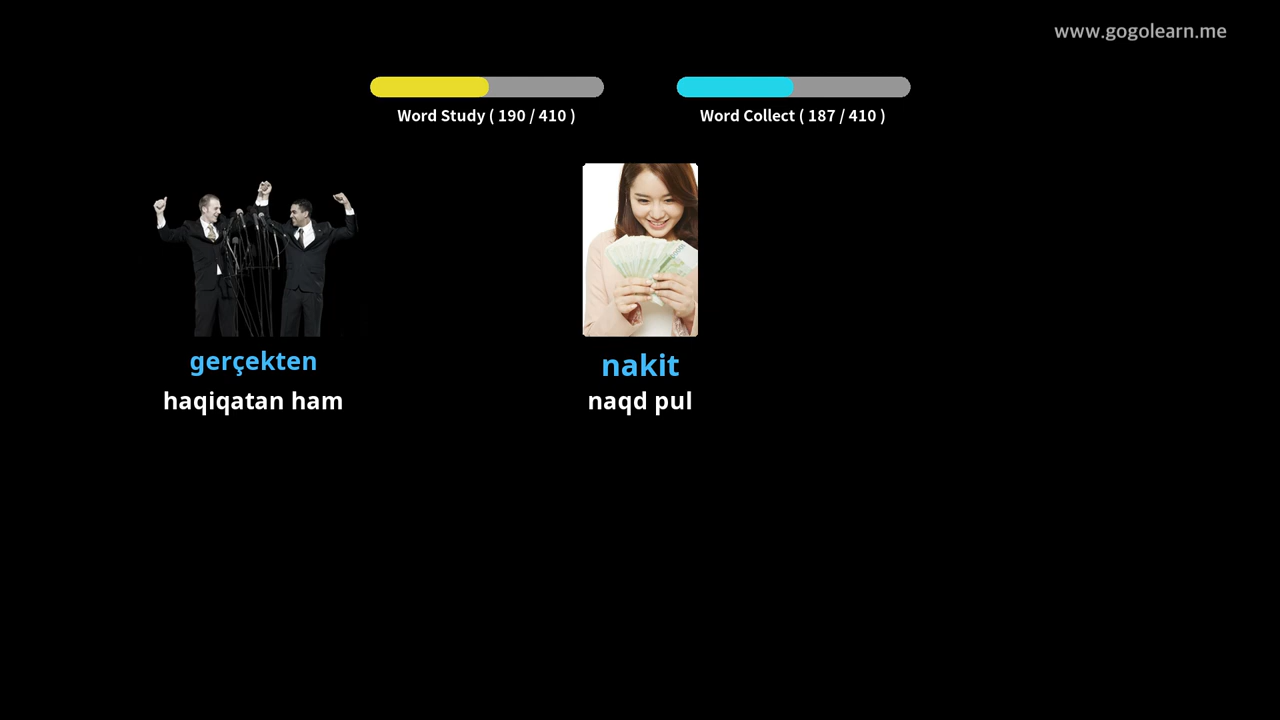 www.gogolearn.me
Word Study ( 190 / 410 )
Word Collect ( 187 / 410 )
gerçekten
haqiqatan ham
nakit
naqd pul